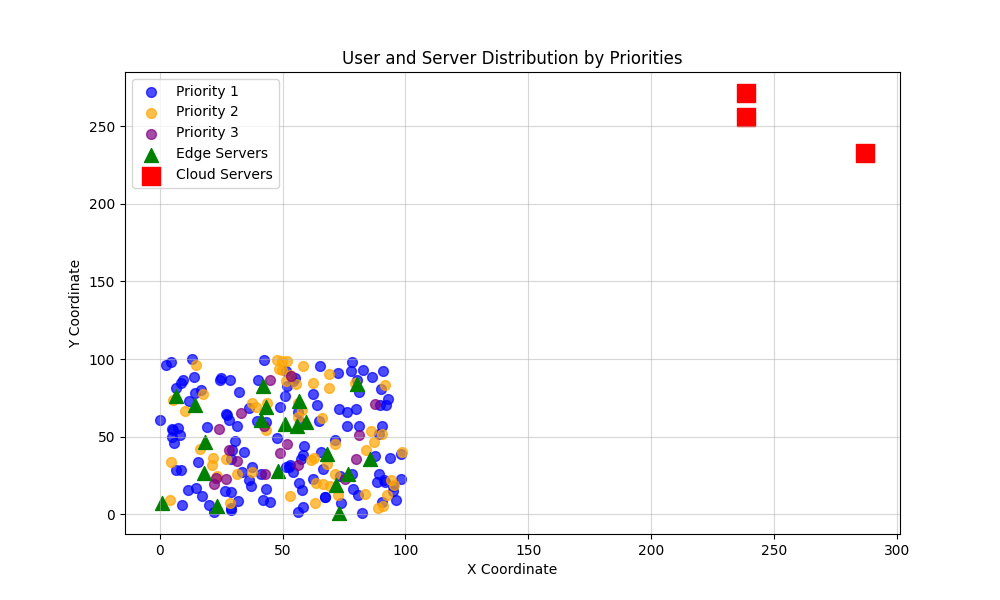 User and Server Distribution by Priorities
Priority 1
Priority 2
Priority 3
Edge Servers
Cloud Servers
Y Coordinate
250
200
150
100
50
0
0 50 100 150 200 250 300
X Coordinate